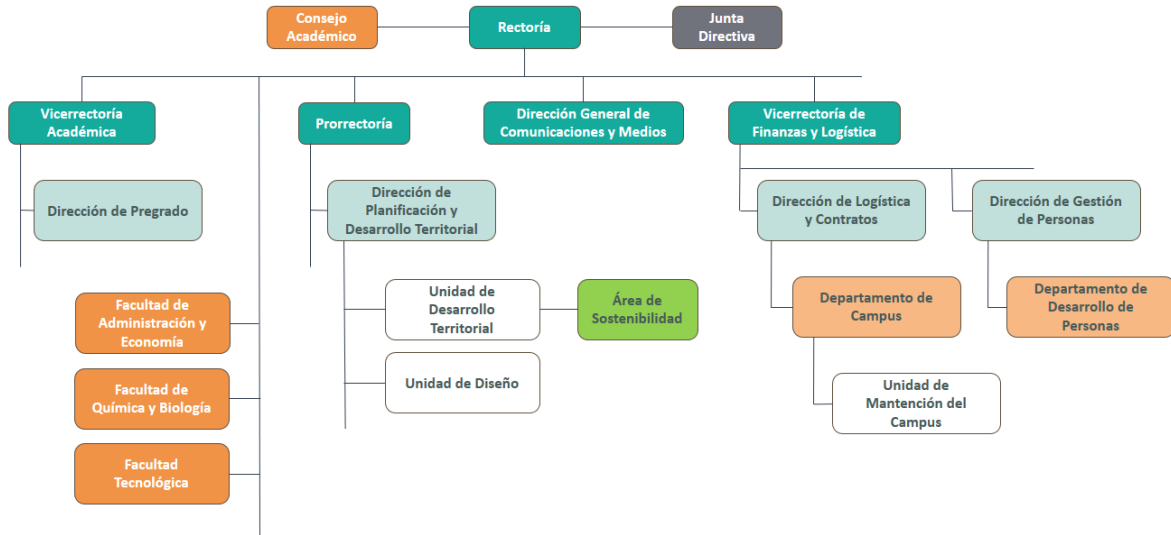 Consejo
Académico
Rectoría
Junta
Directiva
Vicerrectoría
Académica
Prorrectoría
Dirección General de
Comunicaciones y Medios
Vicerrectoría de
Finanzas y Logística
Dirección de Pregrado
Dirección de
Planificación y
Desarrollo Territorial
Dirección de Logística
y Contratos
Dirección de Gestión
de Personas
Facultad de
Administración y
Economía
Unidad de
Desarrollo
Territorial
Área de
Sostenibilidad
Departamento de
Campus
Departamento de
Desarrollo de
Personas
Facultad de
Química y Biología
Unidad de Diseño
Unidad de
Mantención del
Campus
Facultad
Tecnológica